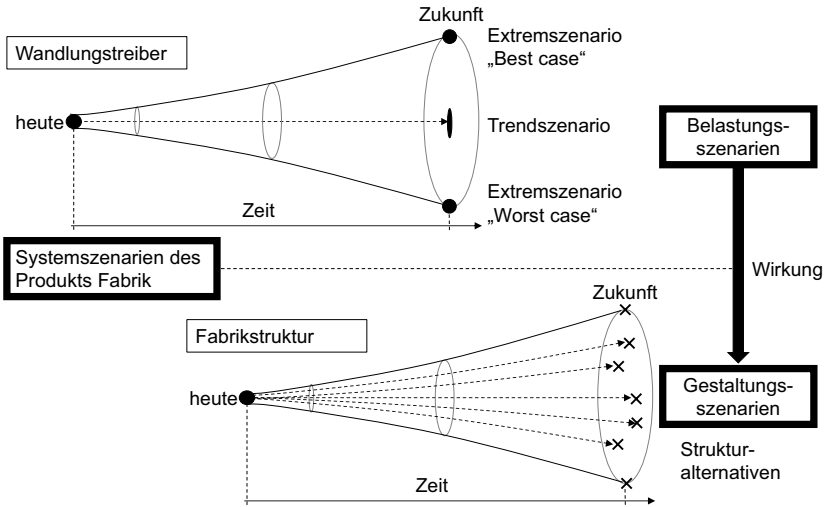 Zukunft
Wandlungstreiber
Extremszenario
„Best case“
heute
Trendszenario
Belastungs-
szenarien
Extremszenario
„Worst case“
Zeit
Systemszenarien des
Produkts Fabrik
Wirkung
Zukunft
Fabrikstruktur
heute
Gestaltungs-
szenarien
Struktur-
alternativen
Zeit